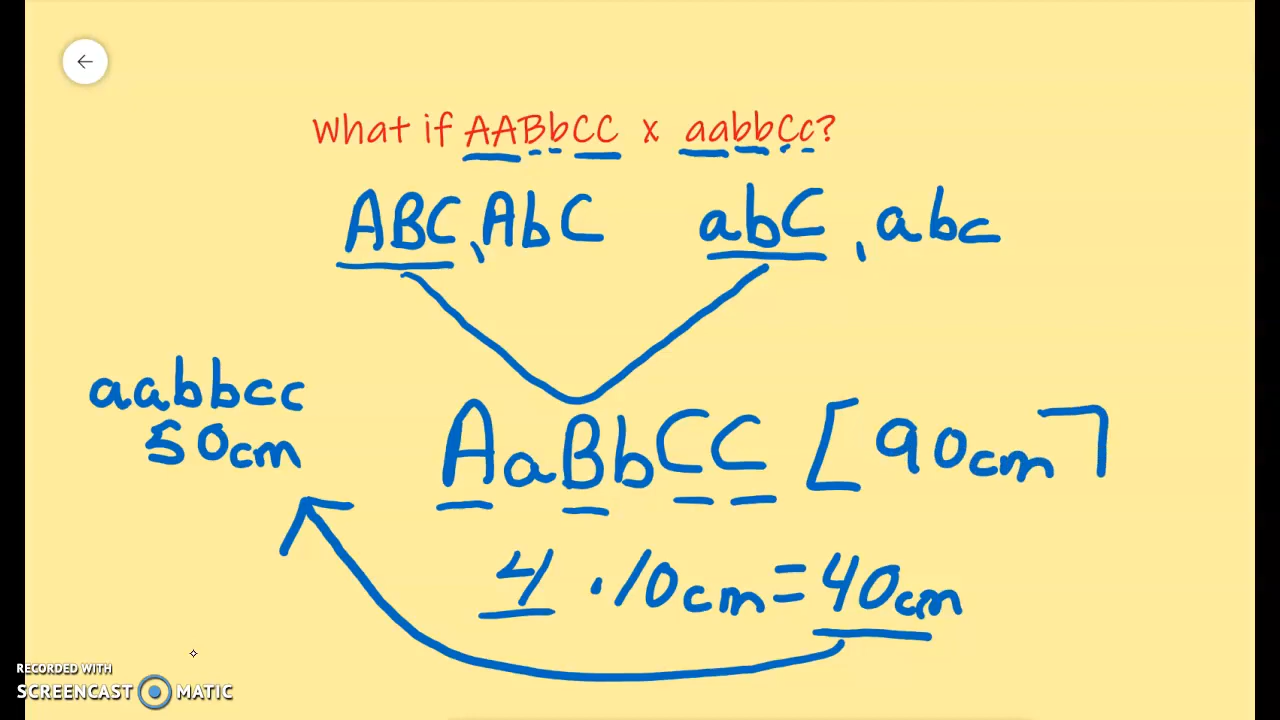 What if AABbCC x aabbCc?
ABC, AbC abC, abc
aabbcc
50cm
AaBbCC [90cm]
4 · 10cm = 40cm
RECORDED WITH
SCREENCAST MATIC